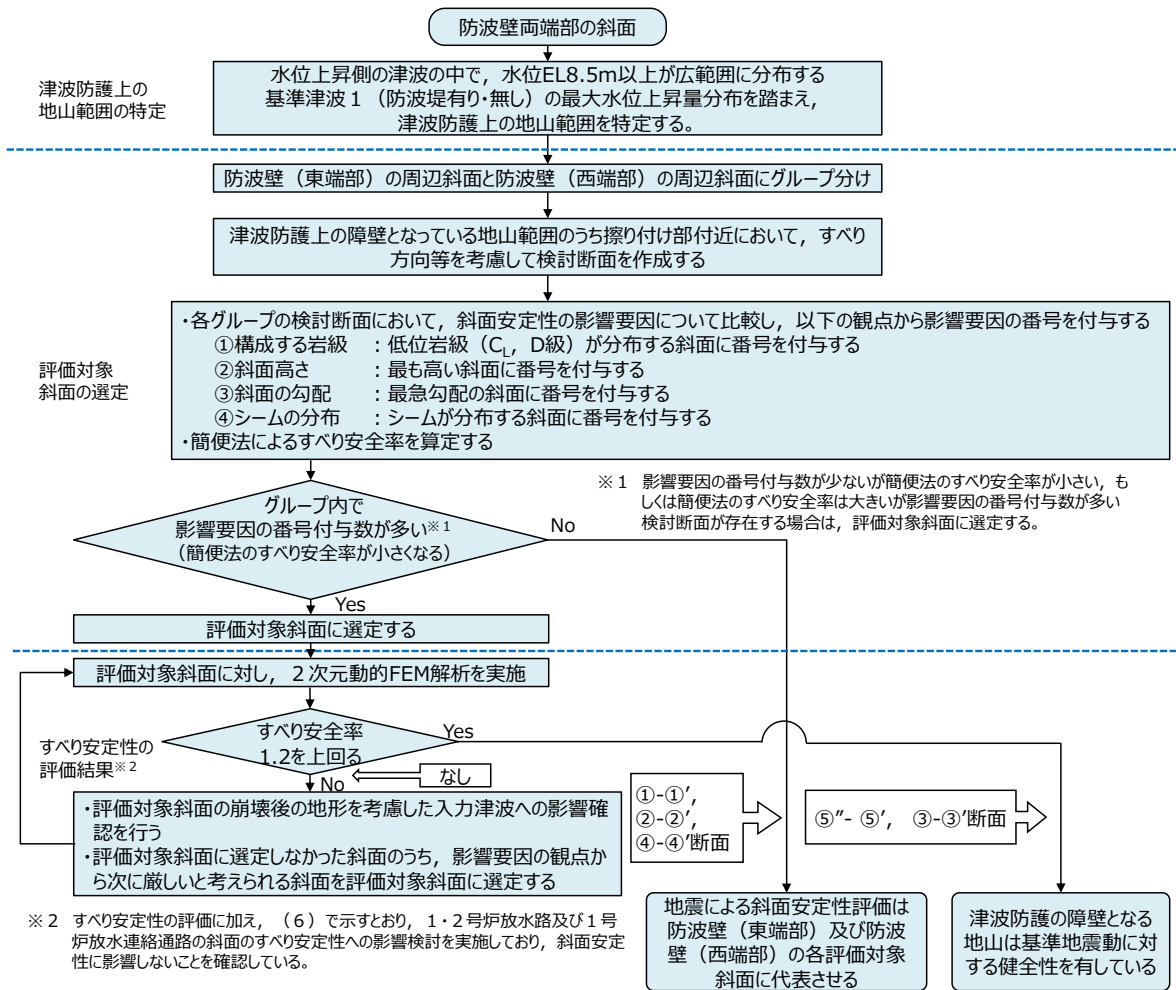 防波壁両端部の斜面
津波防護上の
地山範囲の特定
水位上昇側の津波の中で，水位EL8.5m以上が広範囲に分布する
基準津波１（防波堤有り・無し）の最大水位上昇量分布を踏まえ，
津波防護上の地山範囲を特定する。
防波壁（東端部）の周辺斜面と防波壁（西端部）の周辺斜面にグループ分け
津波防護上の障壁となっている地山範囲のうち擦り付け部付近において，すべり
方向等を考慮して検討断面を作成する
評価対象
斜面の選定
・各グループの検討断面において，斜面安定性の影響要因について比較し，以下の観点から影響要因の番号を付与する
①構成する岩級　：低位岩級（CL，D級）が分布する斜面に番号を付与する
②斜面高さ　：最も高い斜面に番号を付与する
③斜面の勾配　：最急勾配の斜面に番号を付与する
④シームの分布　：シームが分布する斜面に番号を付与する
・簡便法によるすべり安全率を算定する
※１　影響要因の番号付与数が少ないが簡便法のすべり安全率が小さい，も
しくは簡便法のすべり安全率は大きいが影響要因の番号付与数が多い
検討断面が存在する場合は，評価対象斜面に選定する。
グループ内で
影響要因の番号付与数が多い※１
（簡便法のすべり安全率が小さくなる）
No
Yes
評価対象斜面に選定する
評価対象斜面に対し，２次元動的FEM解析を実施
すべり安定性の
評価結果※２
すべり安全率
1.2を上回る
Yes
No
なし
・評価対象斜面の崩壊後の地形を考慮した入力津波への影響確
認を行う
・評価対象斜面に選定しなかった斜面のうち，影響要因の観点か
ら次に厳しいと考えられる斜面を評価対象斜面に選定する
①-①’，
②-②’，
④-④’断面
⑤”- ⑤’，　③-③’断面
※２　すべり安定性の評価に加え，（６）で示すとおり，１・２号炉放水路及び１号
炉放水連絡通路の斜面のすべり安定性への影響検討を実施しており，斜面安定
性に影響しないことを確認している。
地震による斜面安定性評価は
防波壁（東端部）及び防波
壁（西端部）の各評価対象
斜面に代表させる
津波防護の障壁となる
地山は基準地震動に対
する健全性を有している